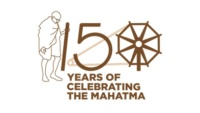 150
YEARS OF
CELEBRATING
THE MAHATMA